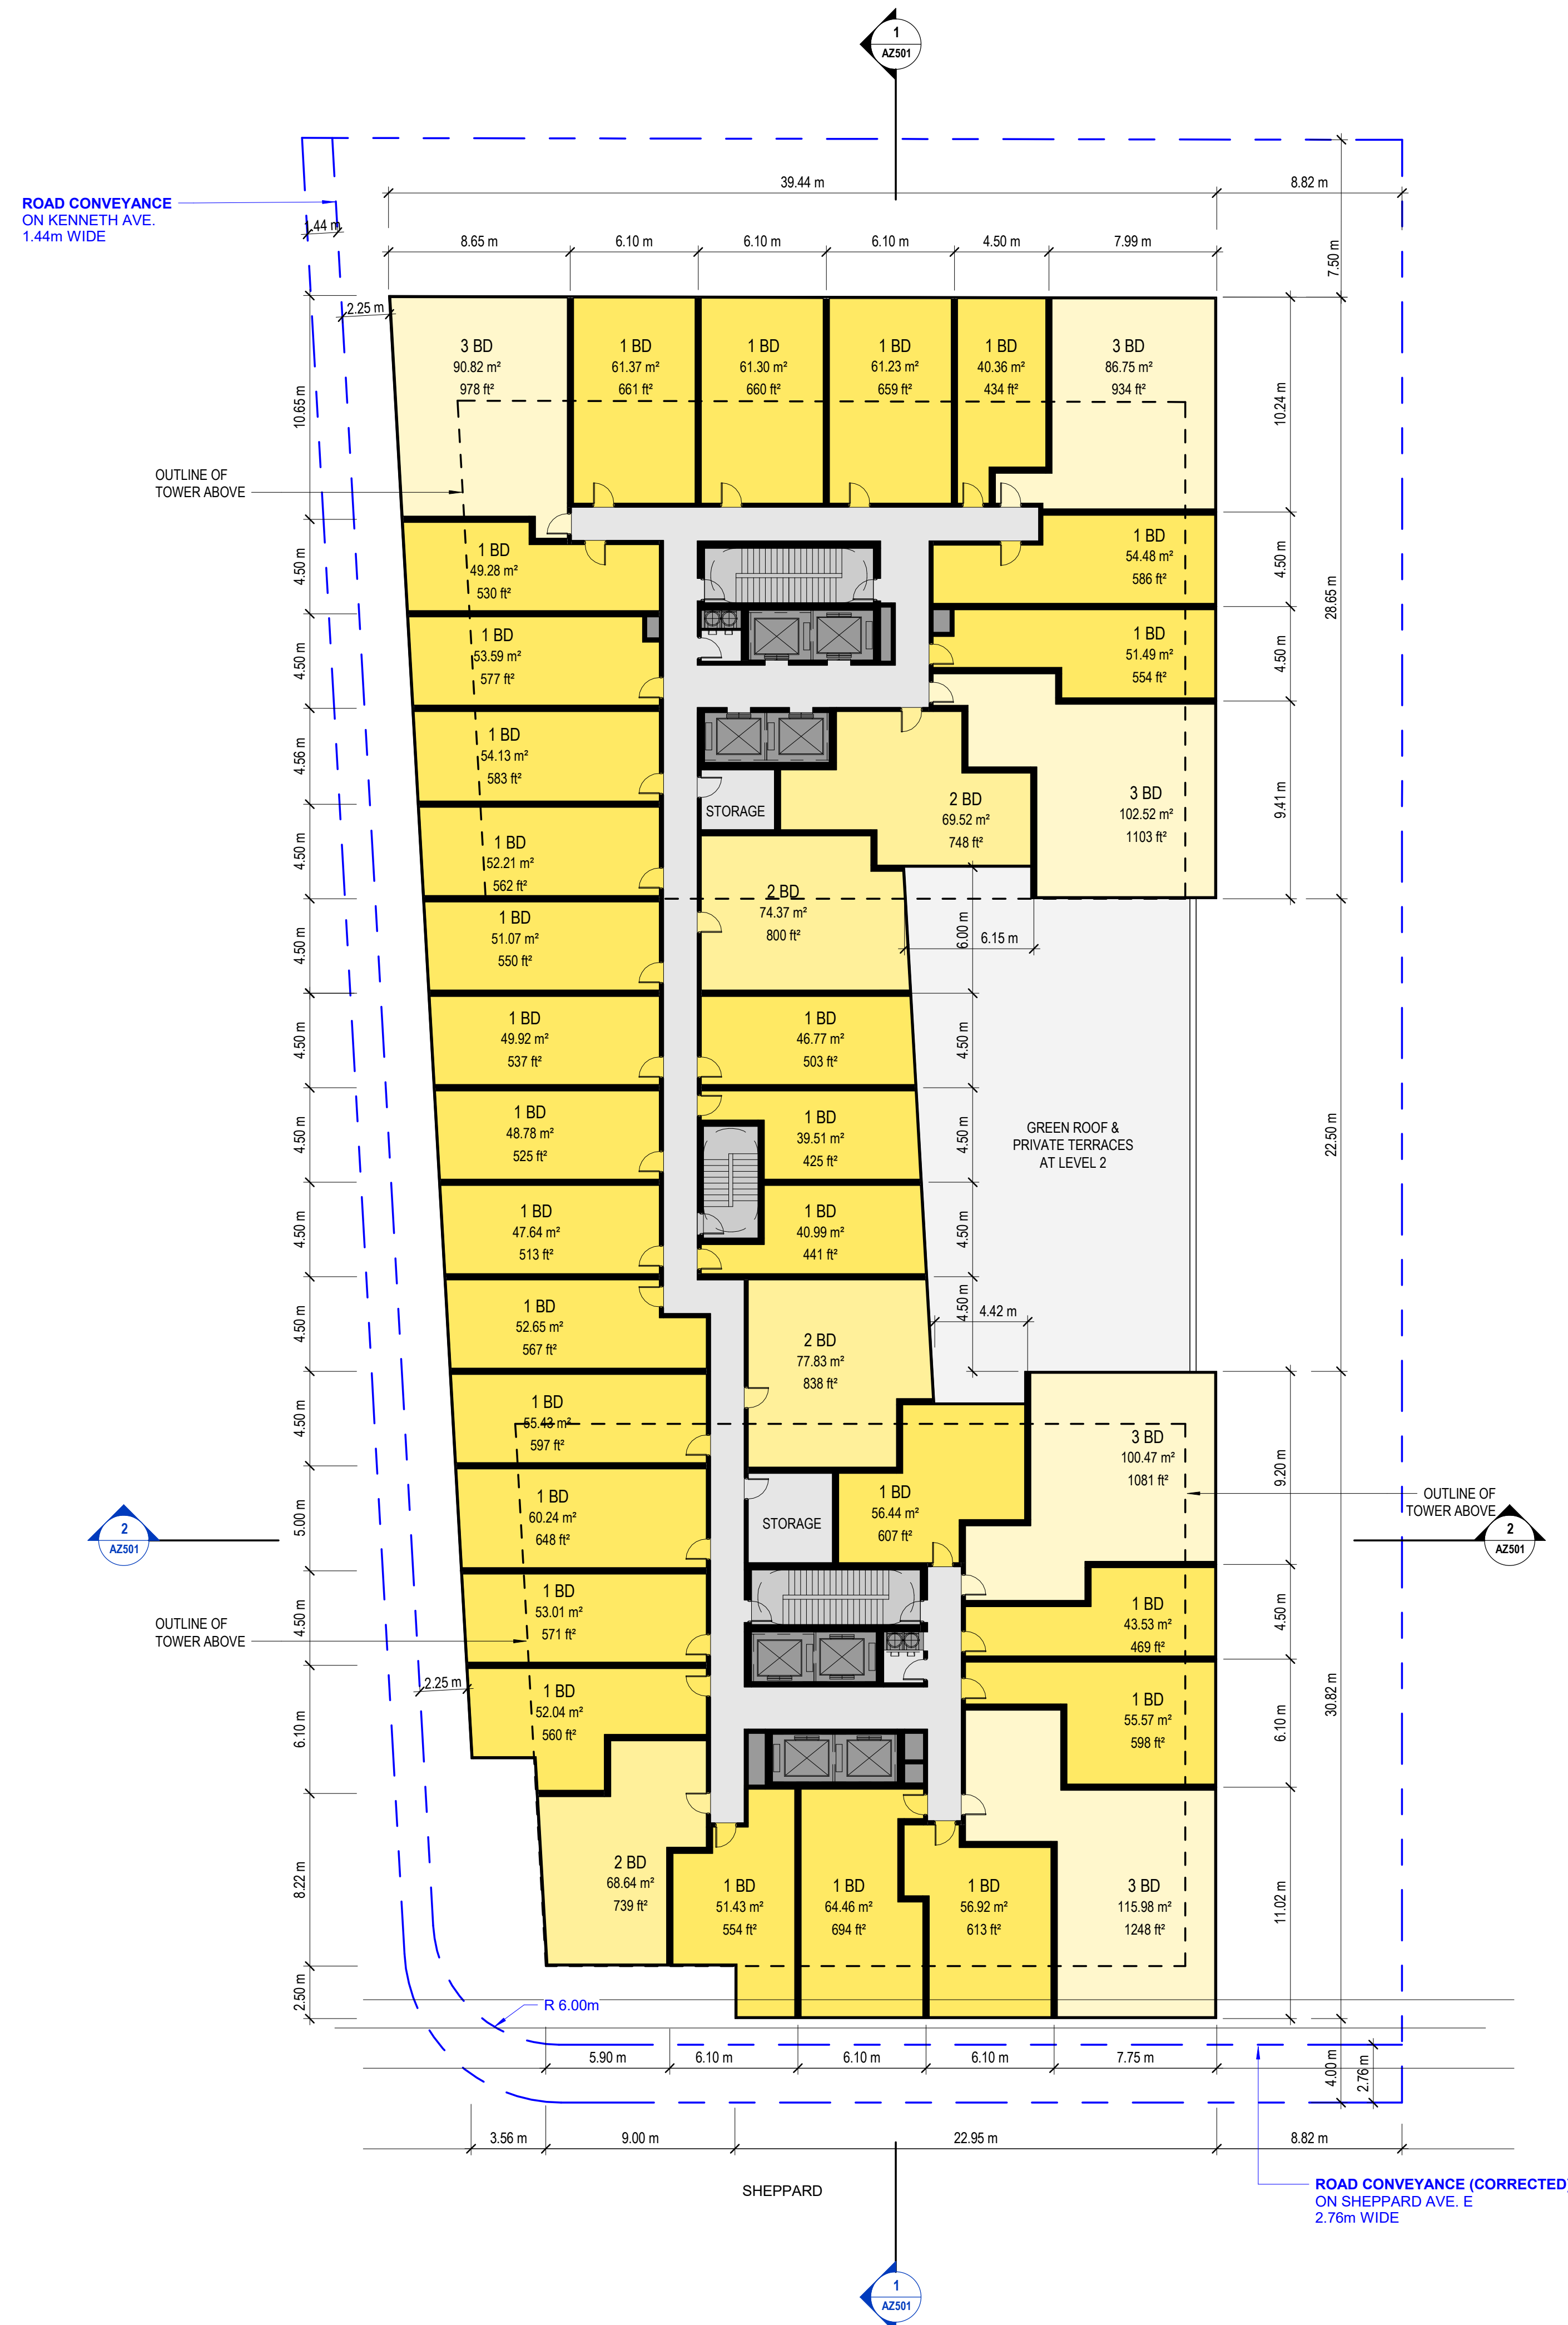 1
AZ501
39.44 m
8.82 m
ROAD CONVEYANCE
ON KENNETH AVE.
1.44m WIDE
1.44 m
8.65 m
6.10 m
6.10 m
6.10 m
4.50 m
7.99 m
7.50 m
2.25 m
3 BD
90.82 m²
978 ft²
1 BD
61.37 m²
661 ft²
1 BD
61.30 m²
660 ft²
1 BD
61.23 m²
659 ft²
1 BD
40.36 m²
434 ft²
3 BD
86.75 m²
934 ft²
10.65 m
10.24 m
OUTLINE OF
TOWER ABOVE
1 BD
49.28 m²
530 ft²
1 BD
54.48 m²
586 ft²
4.50 m
4.50 m
28.65 m
1 BD
53.59 m²
577 ft²
1 BD
51.49 m²
554 ft²
4.50 m
4.50 m
1 BD
54.13 m²
583 ft²
4.56 m
STORAGE
2 BD
69.52 m²
748 ft²
3 BD
102.52 m²
1103 ft²
9.41 m
1 BD
52.21 m²
562 ft²
4.50 m
2 BD
74.37 m²
800 ft²
1 BD
51.07 m²
550 ft²
4.50 m
6.00 m
6.15 m
1 BD
49.92 m²
537 ft²
1 BD
46.77 m²
503 ft²
4.50 m
4.50 m
1 BD
48.78 m²
525 ft²
1 BD
39.51 m²
425 ft²
4.50 m
4.50 m
GREEN ROOF &
PRIVATE TERRACES
AT LEVEL 2
22.50 m
1 BD
47.64 m²
513 ft²
1 BD
40.99 m²
441 ft²
4.50 m
4.50 m
1 BD
52.65 m²
567 ft²
2 BD
77.83 m²
838 ft²
4.50 m
4.50 m
4.42 m
1 BD
55.43 m²
597 ft²
4.50 m
3 BD
100.47 m²
1081 ft²
9.20 m
1 BD
60.24 m²
648 ft²
5.00 m
STORAGE
1 BD
56.44 m²
607 ft²
OUTLINE OF
TOWER ABOVE
2
AZ501
2
AZ501
1 BD
53.01 m²
571 ft²
4.50 m
1 BD
43.53 m²
469 ft²
4.50 m
OUTLINE OF
TOWER ABOVE
2.25 m
1 BD
52.04 m²
560 ft²
6.10 m
1 BD
55.57 m²
598 ft²
6.10 m
30.82 m
2 BD
68.64 m²
739 ft²
8.22 m
1 BD
51.43 m²
554 ft²
1 BD
64.46 m²
694 ft²
1 BD
56.92 m²
613 ft²
3 BD
115.98 m²
1248 ft²
11.02 m
2.50 m
R 6.00m
5.90 m
6.10 m
6.10 m
6.10 m
7.75 m
4.00 m
2.76 m
3.56 m
9.00 m
22.95 m
8.82 m
SHEPPARD
ROAD CONVEYANCE (CORRECTED)
ON SHEPPARD AVE. E
2.76m WIDE
1
AZ501